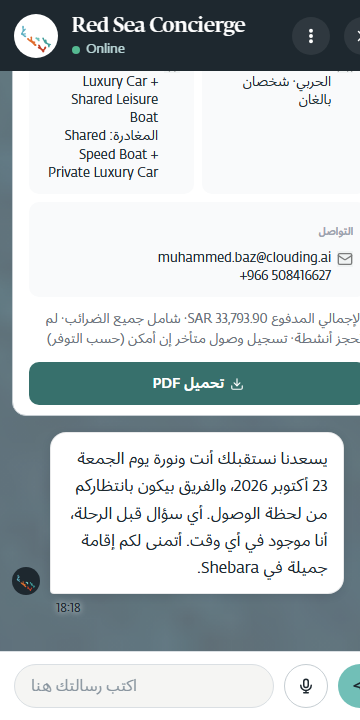 Red Sea Concierge
Online
Luxury Car +
Shared Leisure
Boat
المغادرة: Shared
Speed Boat +
Private Luxury Car
الحربي· شخصان
بالغان
التواصل
muhammed.baz@clouding.ai
+966 508416627
لإجمالي المدفوع SAR 33,793.90· شامل جميع الضرائب· لم
حجز أنشطة· تسجيل وصول متأخر إن أمكن (حسب التوفر)
تحميل PDF
يسعدنا نستقبلك أنت ونورة يوم الجمعة
23 أكتوبر 2026، والفريق بيكون بانتظاركم
من لحظة الوصول. أي سؤال قبل الرحلة،
أنا موجود في أي وقت. أتمنى لكم إقامة
جميلة في Shebara.
18:18
اكتب رسالتك هنا